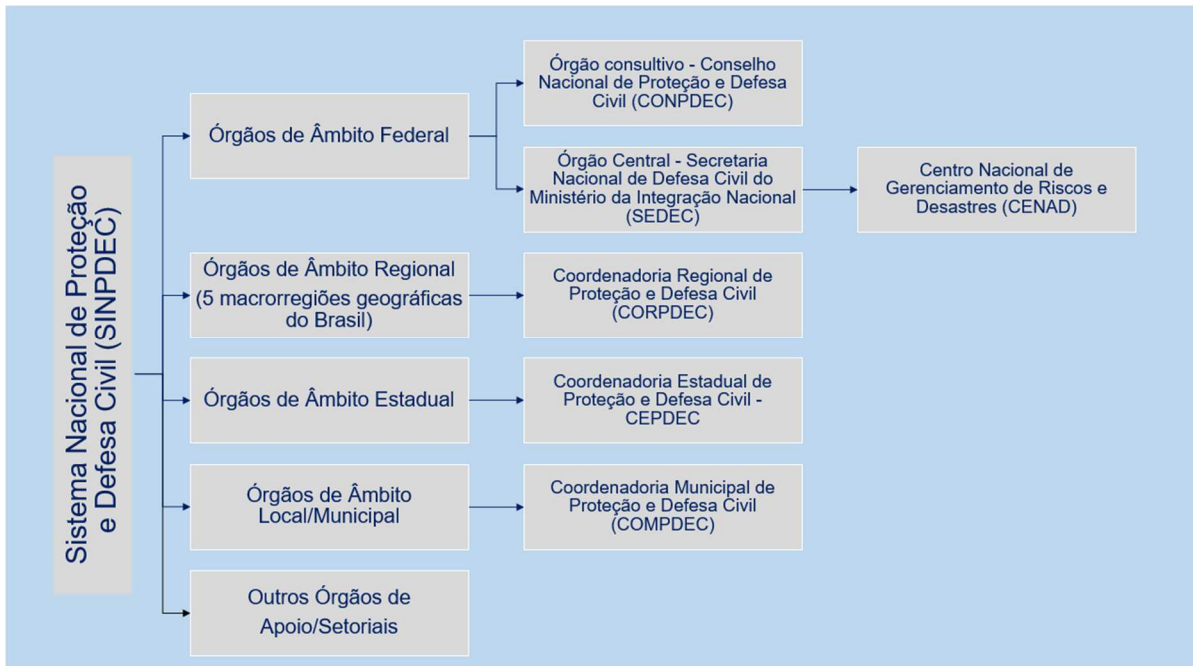 Sistema Nacional de Proteção
e Defesa Civil (SINPDEC)
Órgãos de Âmbito Federal
Órgão consultivo - Conselho
Nacional de Proteção e Defesa
Civil (CONPDEC)
Órgão Central - Secretaria
Nacional de Defesa Civil do
Ministério da Integração Nacional
(SEDEC)
Centro Nacional de
Gerenciamento de Riscos e
Desastres (CENAD)
Órgãos de Âmbito Regional
(5 macrorregiões geográficas
do Brasil)
Coordenadoria Regional de
Proteção e Defesa Civil
(CORPDEC)
Órgãos de Âmbito Estadual
Coordenadoria Estadual de
Proteção e Defesa Civil -
CEPDEC
Órgãos de Âmbito
Local/Municipal
Coordenadoria Municipal de
Proteção e Defesa Civil
(COMPDEC)
Outros Órgãos de
Apoio/Setoriais